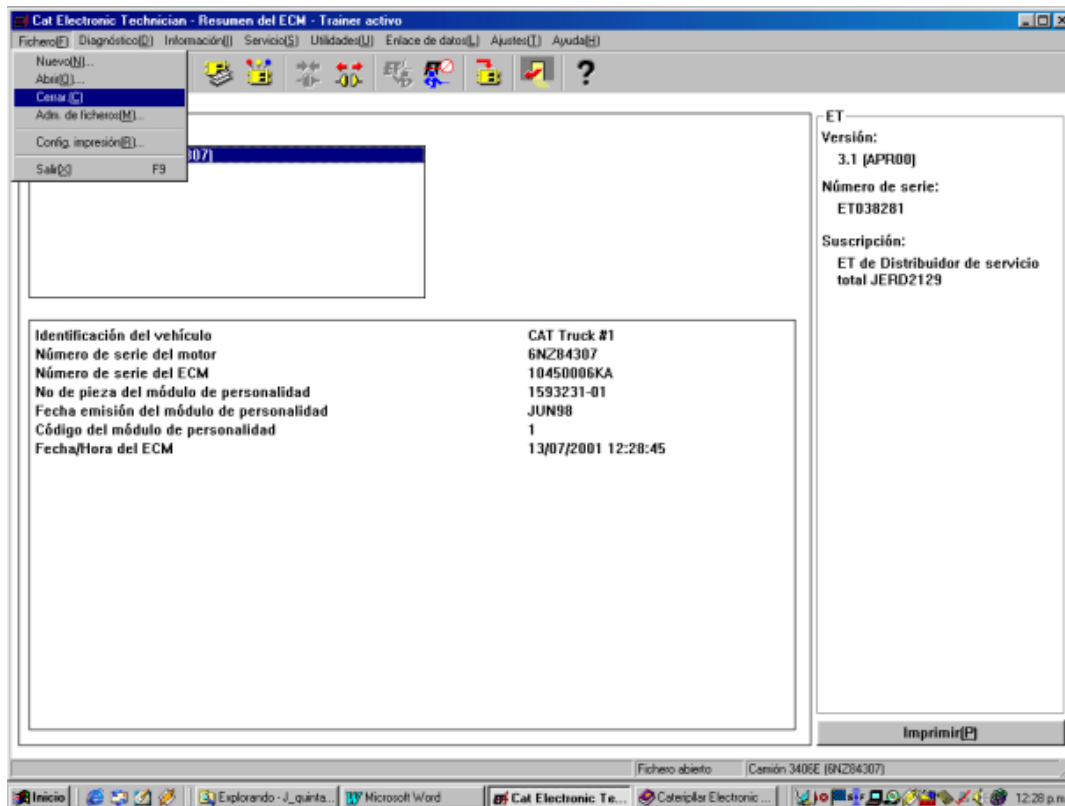 Cat Electronic Technician - Resumen del ECM - Trainer activo
Fichero(F) Diagnóstico(D) Información(I) Servicio(S) Utilidades(U) Enlace de datos(L) Ajustes(T) Ayuda(H)
Nuevo(N)...
Abrir(O)...
Cerrar(C)
Adm. de ficheros(M)...
Config. impresión(R)...
Salir(X) F9
307)
ET
Versión:
3.1 (APR00)
Número de serie:
ET038281
Suscripción:
ET de Distribuidor de servicio
total JERD2129
Identificación del vehículo CAT Truck #1
Número de serie del motor 6NZ84307
Número de serie del ECM 10450006KA
No de pieza del módulo de personalidad 1593231-01
Fecha emisión del módulo de personalidad JUN98
Código del módulo de personalidad 1
Fecha/Hora del ECM 13/07/2001 12:28:45
Imprimir(P)
Fichero abierto Camión 3406E (6NZ84307)
Inicio Explorando - J_quinta... Microsoft Word Cat Electronic Te... Caterpillar Electronic ... 12:28 p.m.